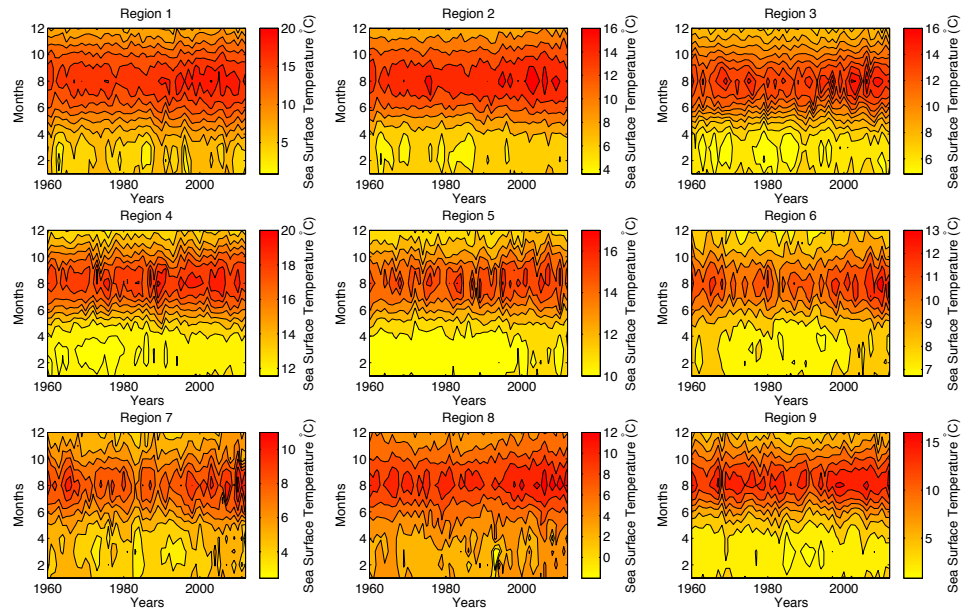 Region 1
Region 2
Region 3
12
10
8
6
4
2
Months
1960 1980 2000
Years
20
15
10
5
Sea Surface Temperature (°C)
12
10
8
6
4
2
Months
1960 1980 2000
Years
16
14
12
10
8
6
4
Sea Surface Temperature (°C)
12
10
8
6
4
2
Months
1960 1980 2000
Years
16
14
12
10
8
6
Sea Surface Temperature (°C)
Region 4
Region 5
Region 6
12
10
8
6
4
2
Months
1960 1980 2000
Years
20
18
16
14
12
Sea Surface Temperature (°C)
12
10
8
6
4
2
Months
1960 1980 2000
Years
16
14
12
10
Sea Surface Temperature (°C)
12
10
8
6
4
2
Months
1960 1980 2000
Years
13
12
11
10
9
8
7
Sea Surface Temperature (°C)
Region 7
Region 8
Region 9
12
10
8
6
4
2
Months
1960 1980 2000
Years
10
8
6
4
Sea Surface Temperature (°C)
12
10
8
6
4
2
Months
1960 1980 2000
Years
12
10
8
6
4
2
0
Sea Surface Temperature (°C)
12
10
8
6
4
2
Months
1960 1980 2000
Years
15
10
5
Sea Surface Temperature (°C)